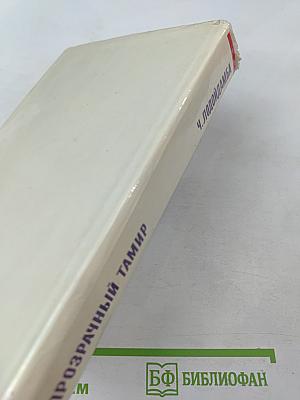 Ч. ЛОДОЙДАМБА
ПРОЗРАЧНЫЙ ТАМИР
БФ БИБЛИОФАН